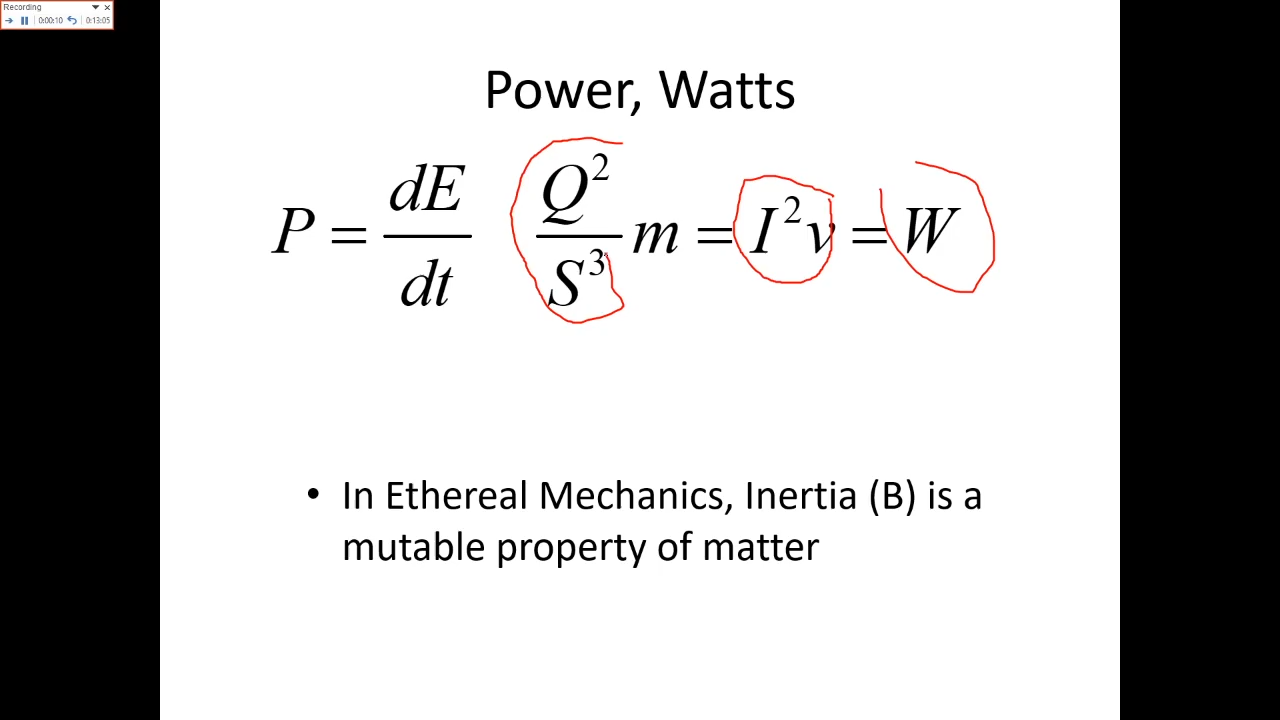 Recording
0:00:10 0:13:05
Power, Watts
P = dE/dt Q²/S³ m = I²v = W
• In Ethereal Mechanics, Inertia (B) is a
mutable property of matter